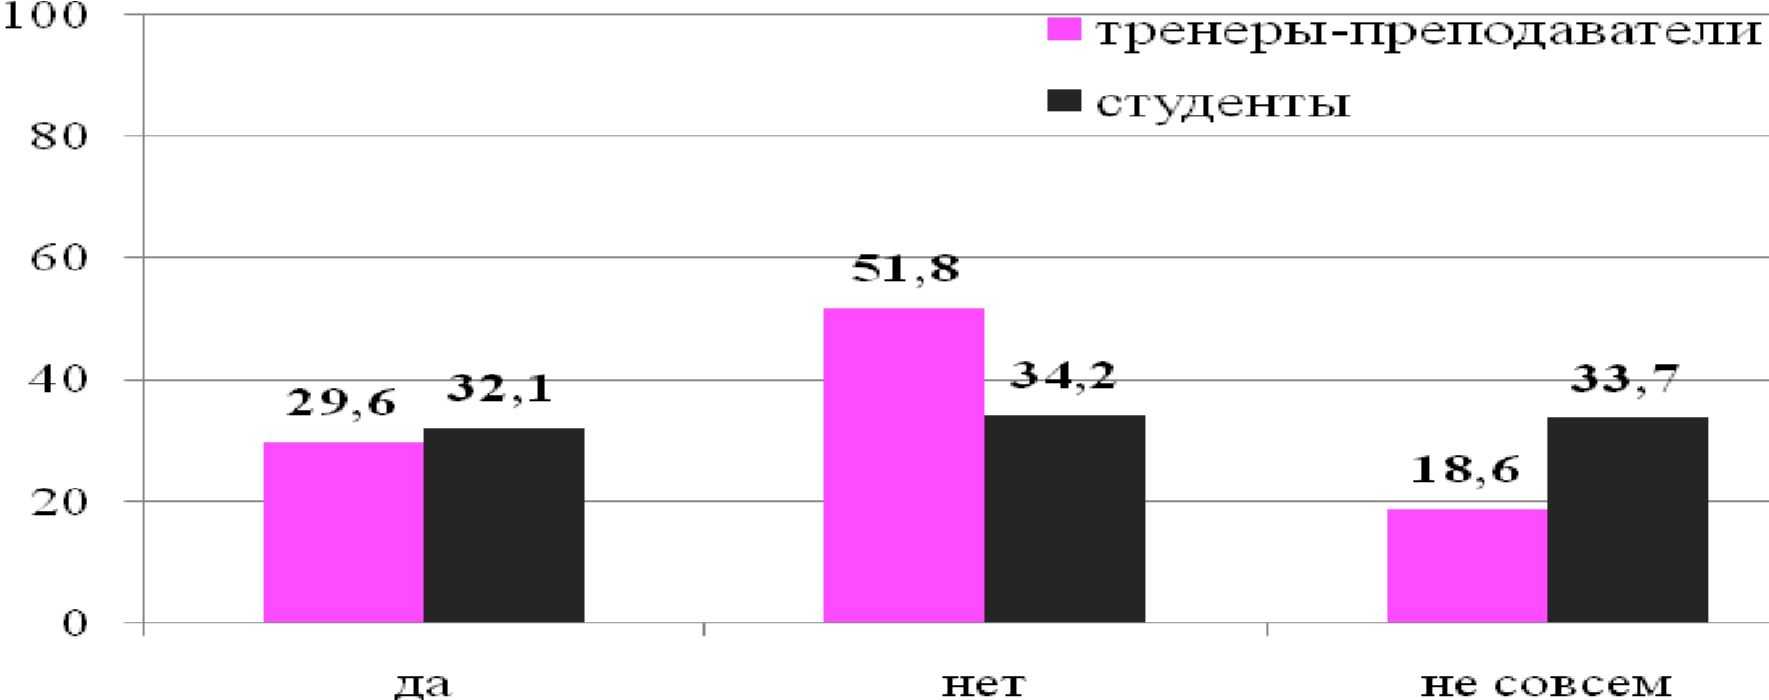 100
тренеры-преподаватели
студенты
80
60
51,8
40
29,6
32,1
34,2
33,7
18,6
20
0
да
нет
не совсем